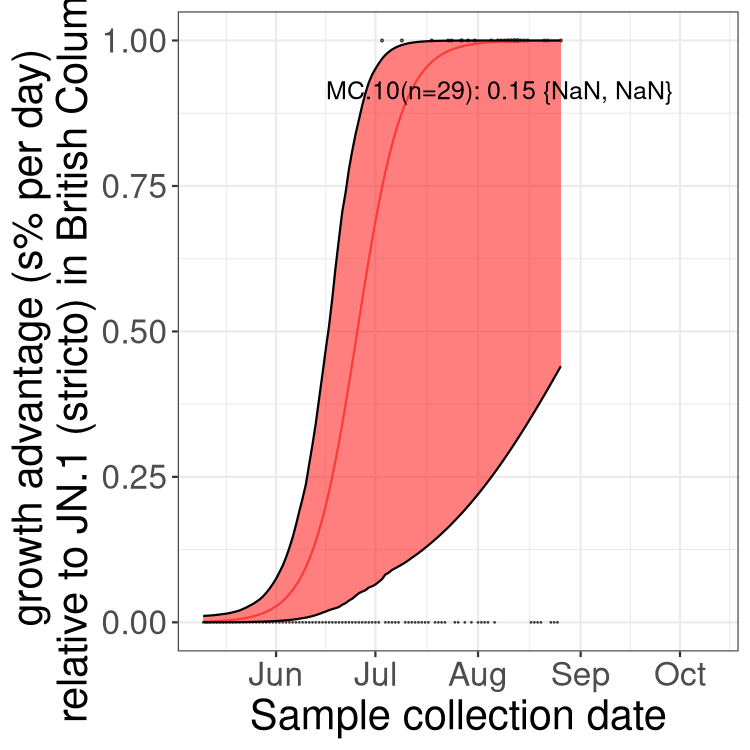 growth advantage (s% per day)
relative to JN.1 (stricto) in British Colum
1.00
0.75
0.50
0.25
0.00
MC.10(n=29): 0.15 {NaN, NaN}
Jun Jul Aug Sep Oct
Sample collection date